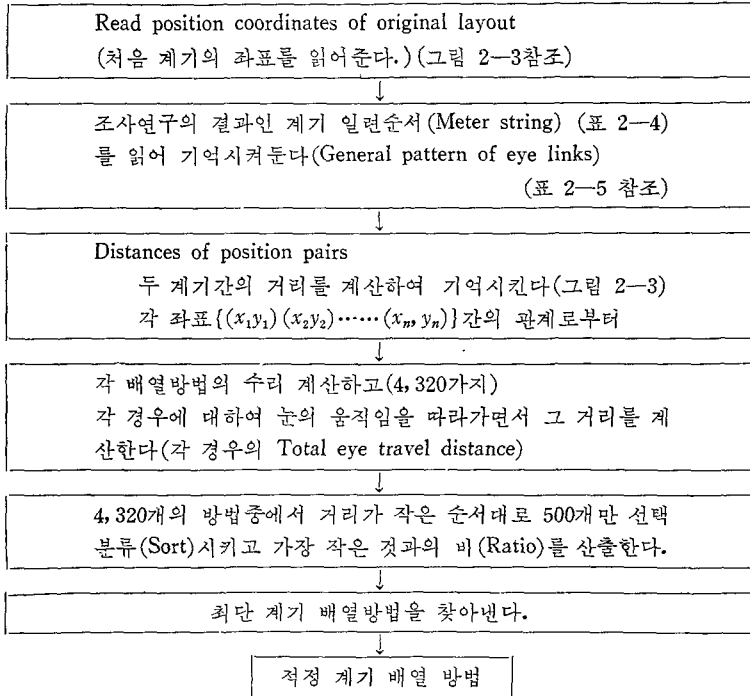 Read position coordinates of original layout
(처음 계기의 좌표를 읽어준다.)(그림 2—3참조)
↓
조사연구의 결과인 계기 일련순서(Meter string) (표 2—4)
를 읽어 기억시켜둔다(General pattern of eye links)
(표 2—5 참조)
↓
Distances of position pairs
두 계기간의 거리를 계산하여 기억시킨다(그림 2—3)
각 좌표{(x₁y₁)(x₂y₂)⋯⋯(xₙ, yₙ)}간의 관계로부터
↓
각 배열방법의 수리 계산하고(4,320가지)
각 경우에 대하여 눈의 움직임을 따라가면서 그 거리를 계
산한다(각 경우의 Total eye travel distance)
↓
4,320개의 방법중에서 거리가 작은 순서대로 500개만 선택
분류(Sort)시키고 가장 작은 것과의 비(Ratio)를 산출한다.
↓
최단 계기 배열방법을 찾아낸다.
↓
적정 계기 배열 방법